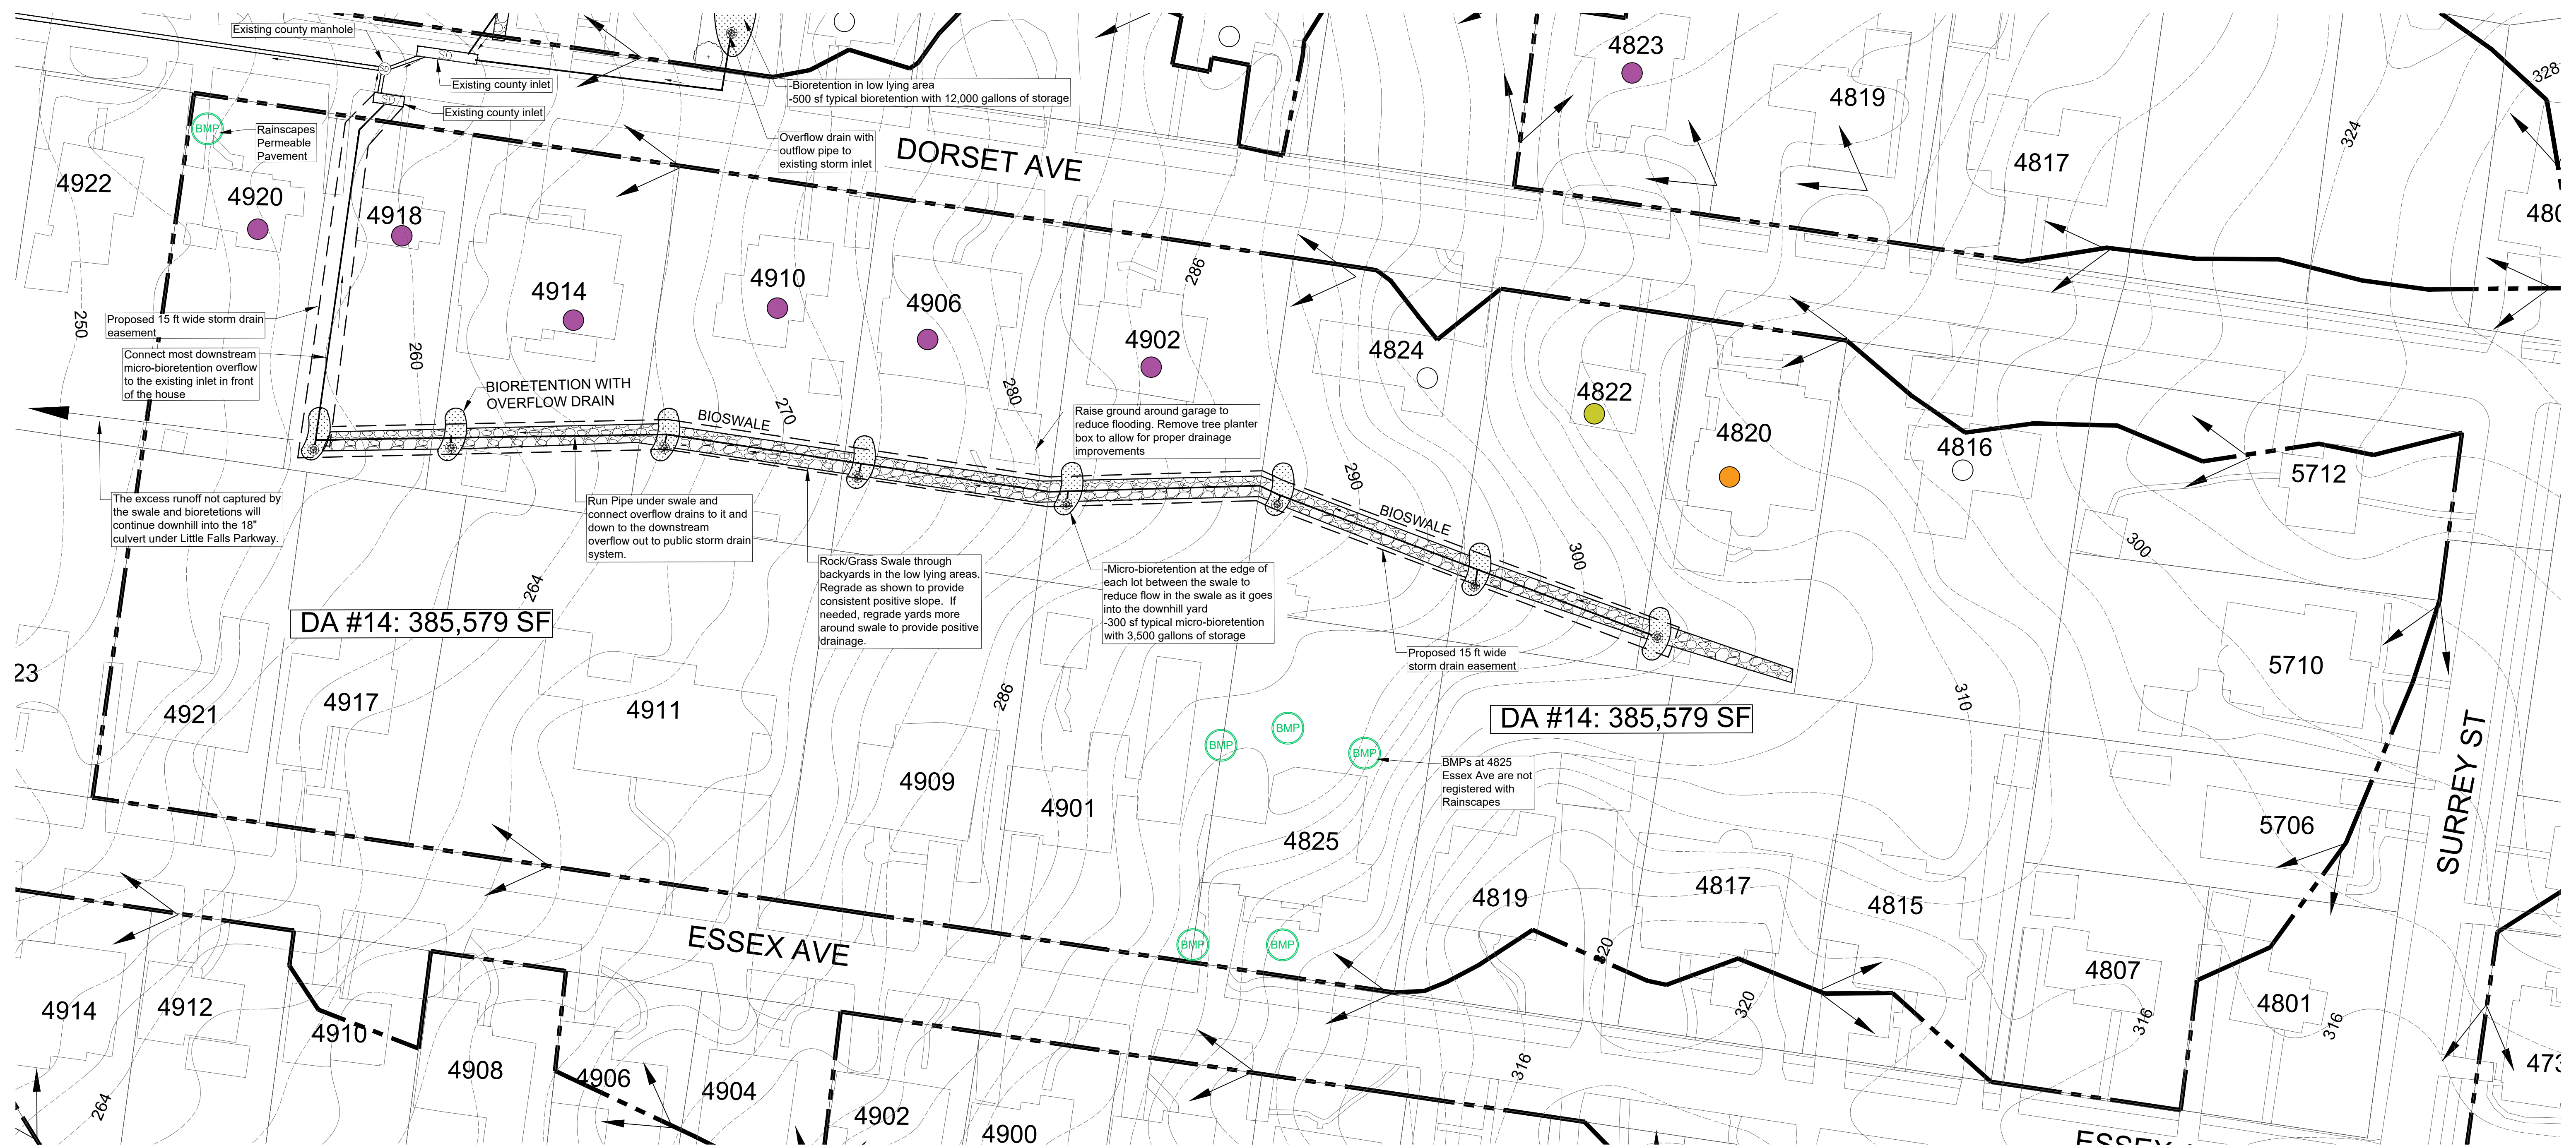 Existing county manhole
SD
SD
SD
Existing county inlet
Existing county inlet
-Bioretention in low lying area
-500 sf typical bioretention with 12,000 gallons of storage
BMP
Rainscapes
Permeable
Pavement
Overflow drain with
outflow pipe to
existing storm inlet
DORSET AVE
4823
4819
4817
328
324
480
4922
4920
4918
4914
4910
4906
4902
286
4824
4822
4820
4816
5712
250
260
270
280
290
300
300
310
Proposed 15 ft wide storm drain
easement
Connect most downstream
micro-bioretention overflow
to the existing inlet in front
of the house
BIORETENTION WITH
OVERFLOW DRAIN
BIOSWALE
Raise ground around garage to
reduce flooding. Remove tree planter
box to allow for proper drainage
improvements
BIOSWALE
The excess runoff not captured by
the swale and bioretetions will
continue downhill into the 18"
culvert under Little Falls Parkway.
Run Pipe under swale and
connect overflow drains to it and
down to the downstream
overflow out to public storm drain
system.
Rock/Grass Swale through
backyards in the low lying areas.
Regrade as shown to provide
consistent positive slope. If
needed, regrade yards more
around swale to provide positive
drainage.
-Micro-bioretention at the edge of
each lot between the swale to
reduce flow in the swale as it goes
into the downhill yard
-300 sf typical micro-bioretention
with 3,500 gallons of storage
Proposed 15 ft wide
storm drain easement
264
DA #14: 385,579 SF
DA #14: 385,579 SF
286
23
4921
4917
4911
4909
4901
BMP
BMP
BMP
BMPs at 4825
Essex Ave are not
registered with
Rainscapes
4825
BMP
BMP
5710
5706
SURREY ST
4819
4817
4815
4807
4801
320
320
316
316
316
ESSEX AVE
4914
4912
4910
4908
4906
4904
4902
4900
264
473
ESSEX